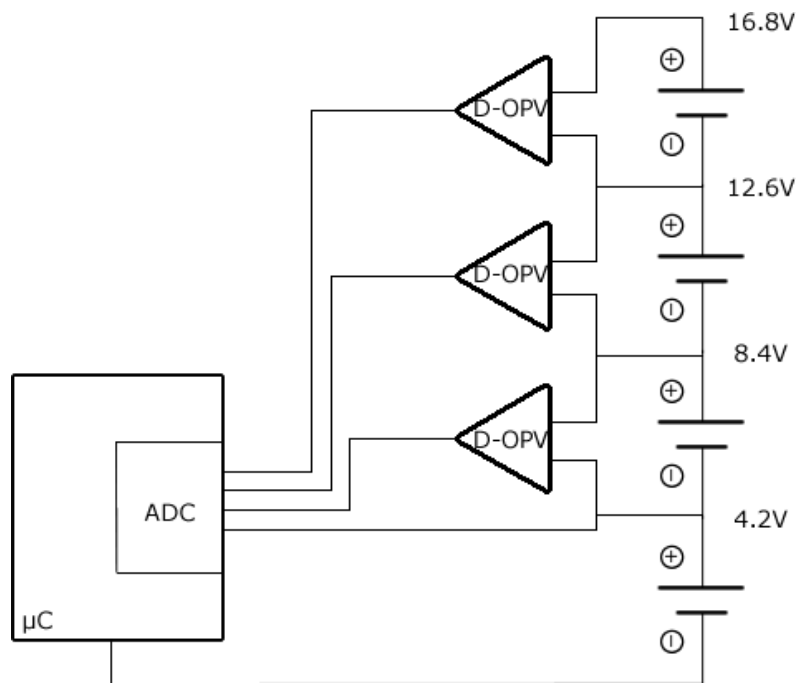 16.8V
+
D-OPV
−
12.6V
+
D-OPV
−
8.4V
+
D-OPV
−
ADC
4.2V
+
µC
−